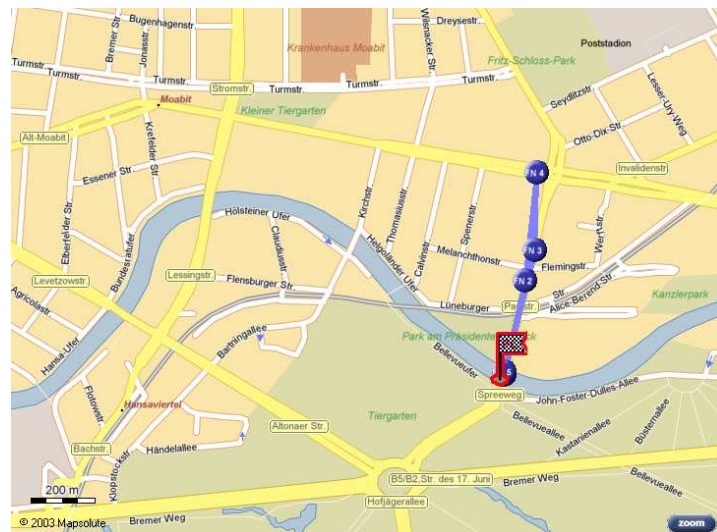 Bugenhagenstr.
Bremer Str.
Jonasstr.
Wilsnacker Str.
Dreysestr.
Krankenhaus Moabit
Poststadion
Fritz-Schloss-Park
Turmstr.
Turmstr.
Turmstr.
Turmstr.
Turmstr.
Stromstr.
Moabit
Kleiner Tiergarten
Seydlitzstr.
Lesser-Ury-Weg
Alt-Moabit
Krefelder Str.
Otto-Dix-Str.
Essener Str.
Invalidenstr.
FN 4
Elberfelder Str.
Bundesratufer
Kirchstr.
Thomasiusstr.
Calvinstr.
Spenerstr.
Holsteiner Ufer
Claudiusstr.
Helgoländer Ufer
Melanchthonstr.
FN 3
Werftstr.
Flemingstr.
Levetzowstr.
Lessingstr.
Flensburger Str.
FN 2
Lüneburger
Str.
Alice-Berend-Str.
Kanzlerpark
Agricolastr.
Hansa-Ufer
Bartningallee
Park am Präsidente
Bellevueufer
5
Spreeweg
John-Foster-Dulles-Allee
Flotowstr.
Hansaviertel
Tiergarten
Bellevueallee
Kastanienallee
Büsternallee
Altonaer Str.
Händelallee
Bachstr.
Klopstockstr.
Bellevueallee
B5/B2,Str. des 17. Juni
Bremer Weg
Hofjägerallee
200 m
© 2003 Mapsolute
Bremer Weg
zoom